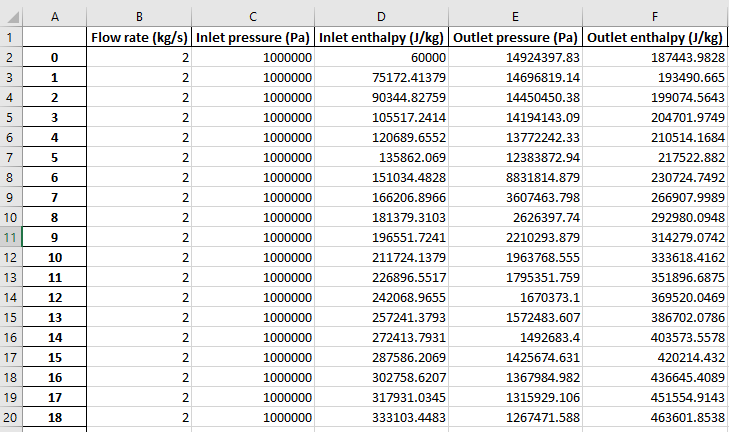 A B C D E F
1 Flow rate (kg/s) Inlet pressure (Pa) Inlet enthalpy (J/kg) Outlet pressure (Pa) Outlet enthalpy (J/kg)
2 0 2 1000000 60000 14924397.83 187443.9828
3 1 2 1000000 75172.41379 14696819.14 193490.665
4 2 2 1000000 90344.82759 14450450.38 199074.5643
5 3 2 1000000 105517.2414 14194143.09 204701.9749
6 4 2 1000000 120689.6552 13772242.33 210514.1684
7 5 2 1000000 135862.069 12383872.94 217522.882
8 6 2 1000000 151034.4828 8831814.879 230724.7492
9 7 2 1000000 166206.8966 3607463.798 266907.9989
10 8 2 1000000 181379.3103 2626397.74 292980.0948
11 9 2 1000000 196551.7241 2210293.879 314279.0742
12 10 2 1000000 211724.1379 1963768.555 333618.4162
13 11 2 1000000 226896.5517 1795351.759 351896.6875
14 12 2 1000000 242068.9655 1670373.1 369520.0469
15 13 2 1000000 257241.3793 1572483.607 386702.0786
16 14 2 1000000 272413.7931 1492683.4 403573.5578
17 15 2 1000000 287586.2069 1425674.631 420214.432
18 16 2 1000000 302758.6207 1367984.982 436645.4089
19 17 2 1000000 317931.0345 1315929.106 451554.9143
20 18 2 1000000 333103.4483 1267471.588 463601.8538